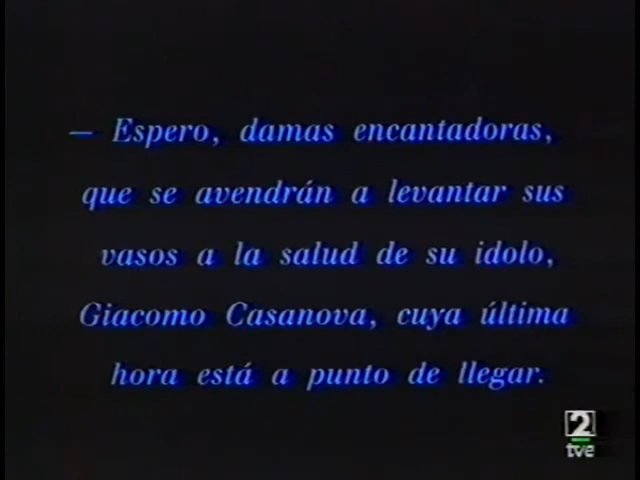 — Espero, damas encantadoras,
que se avendrán a levantar sus
vasos a la salud de su idolo,
Giacomo Casanova, cuya última
hora está a punto de llegar.
2
tve